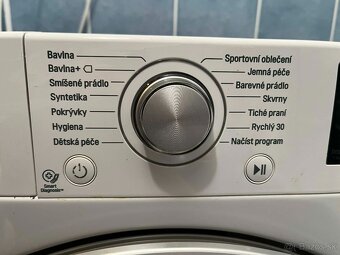 Bavlna
Bavlna+
Smíšené prádlo
Syntetika
Pokrývky
Hygiena
Dětská péče
Sportovní oblečení
Jemná péče
Barevné prádlo
Skvrny
Tiché praní
Rychlý 30
Načíst program
Smart
Diagnosis™